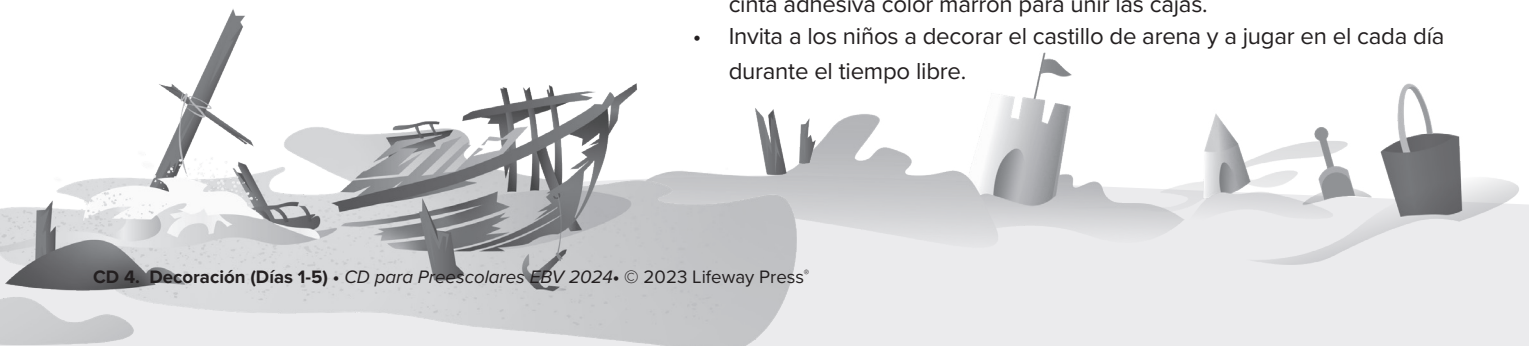 cinta adhesiva color marrón para unir las cajas.
• Invita a los niños a decorar el castillo de arena y a jugar en el cada día
durante el tiempo libre.
CD 4. Decoración (Días 1-5) • CD para Preescolares EBV 2024• © 2023 Lifeway Press®